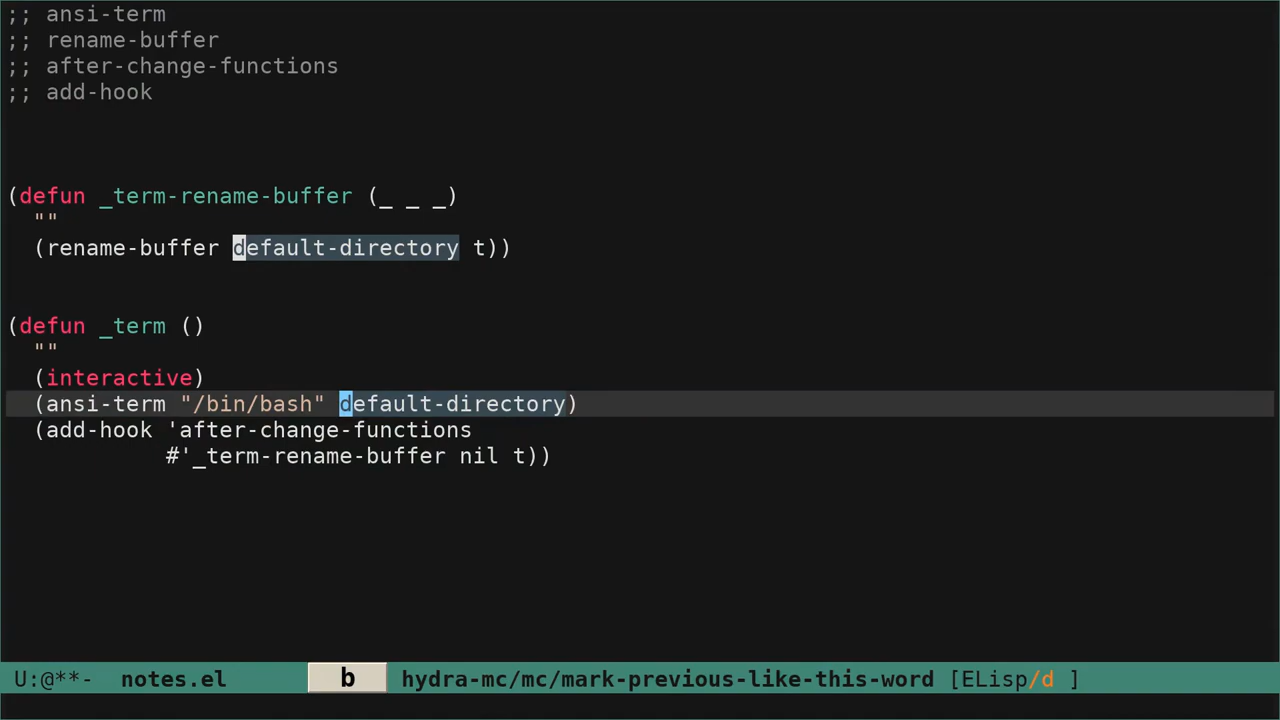 ;; ansi-term
;; rename-buffer
;; after-change-functions
;; add-hook
(defun _term-rename-buffer (_ _ _)
  ""
  (rename-buffer default-directory t))
(defun _term ()
  ""
  (interactive)
  (ansi-term "/bin/bash" default-directory)
  (add-hook 'after-change-functions
            #'_term-rename-buffer nil t))
U:@**- notes.el b hydra-mc/mc/mark-previous-like-this-word [ELisp/d ]